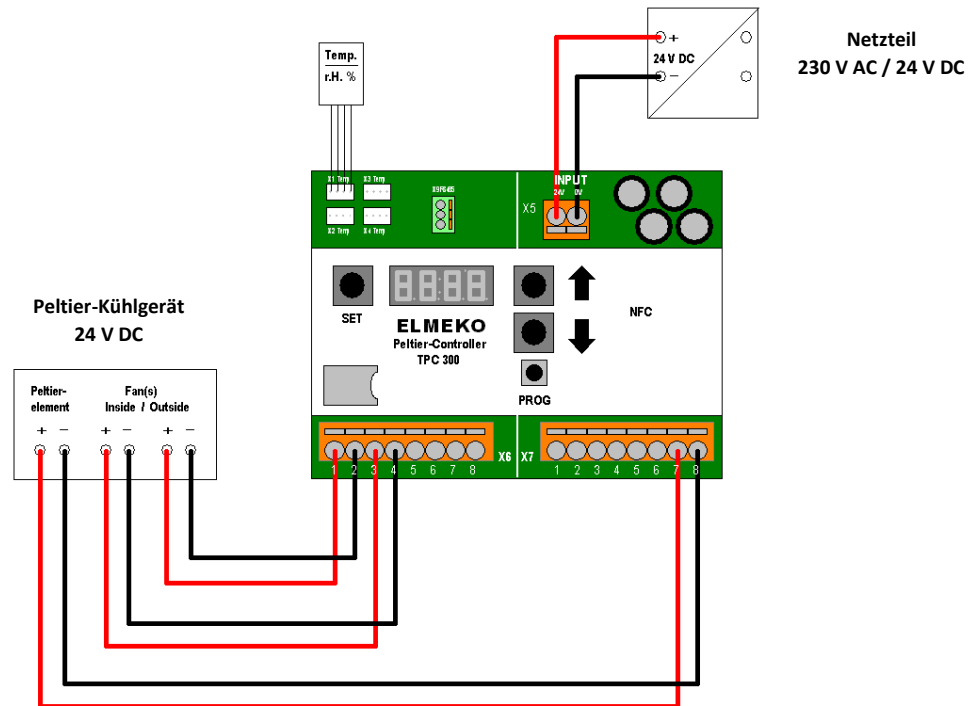 Netzteil
230 V AC / 24 V DC
+
24 V DC
−
Temp.
r.H. %
X1 Temp X3 Temp
X2 Temp X4 Temp
X9 RS485
INPUT
24V 0V
X5
SET
ELMEKO
Peltier-Controller
TPC 300
PROG
NFC
Peltier-Kühlgerät
24 V DC
Peltier- Fan(s)
element Inside / Outside
+ − + − + −
X6 X7
1 2 3 4 5 6 7 8 1 2 3 4 5 6 7 8